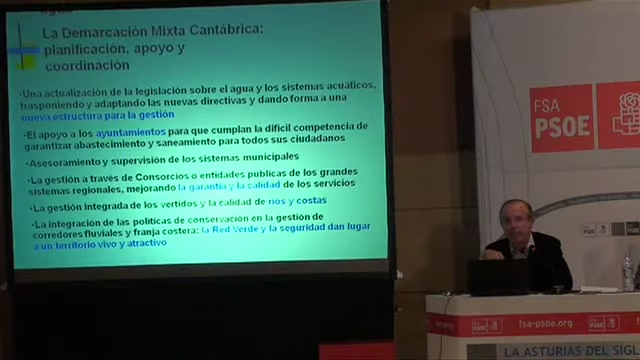 La Demarcación Mixta Cantábrica:
planificación, apoyo y
coordinación
•Una actualización de la legislación sobre el agua y los sistemas acuáticos,
trasponiendo y adaptando las nuevas directivas y dando forma a una
nueva estructura para la gestión
•El apoyo a los ayuntamientos para que cumplan la difícil competencia de
garantizar abastecimiento y saneamiento para todos sus ciudadanos
•Asesoramiento y supervisión de los sistemas municipales
•La gestión a través de Consorcios o entidades públicas de los grandes
sistemas regionales, mejorando la garantía y la calidad de los servicios
•La gestión integrada de los vertidos y la calidad de ríos y costas
•La integración de las políticas de conservación en la gestión de
corredores fluviales y franja costera: la Red Verde y la seguridad dan lugar
a un territorio vivo y atractivo
FSA
PSOE
PSOE
fsa-psoe.org
LA ASTURIAS DEL SIGL